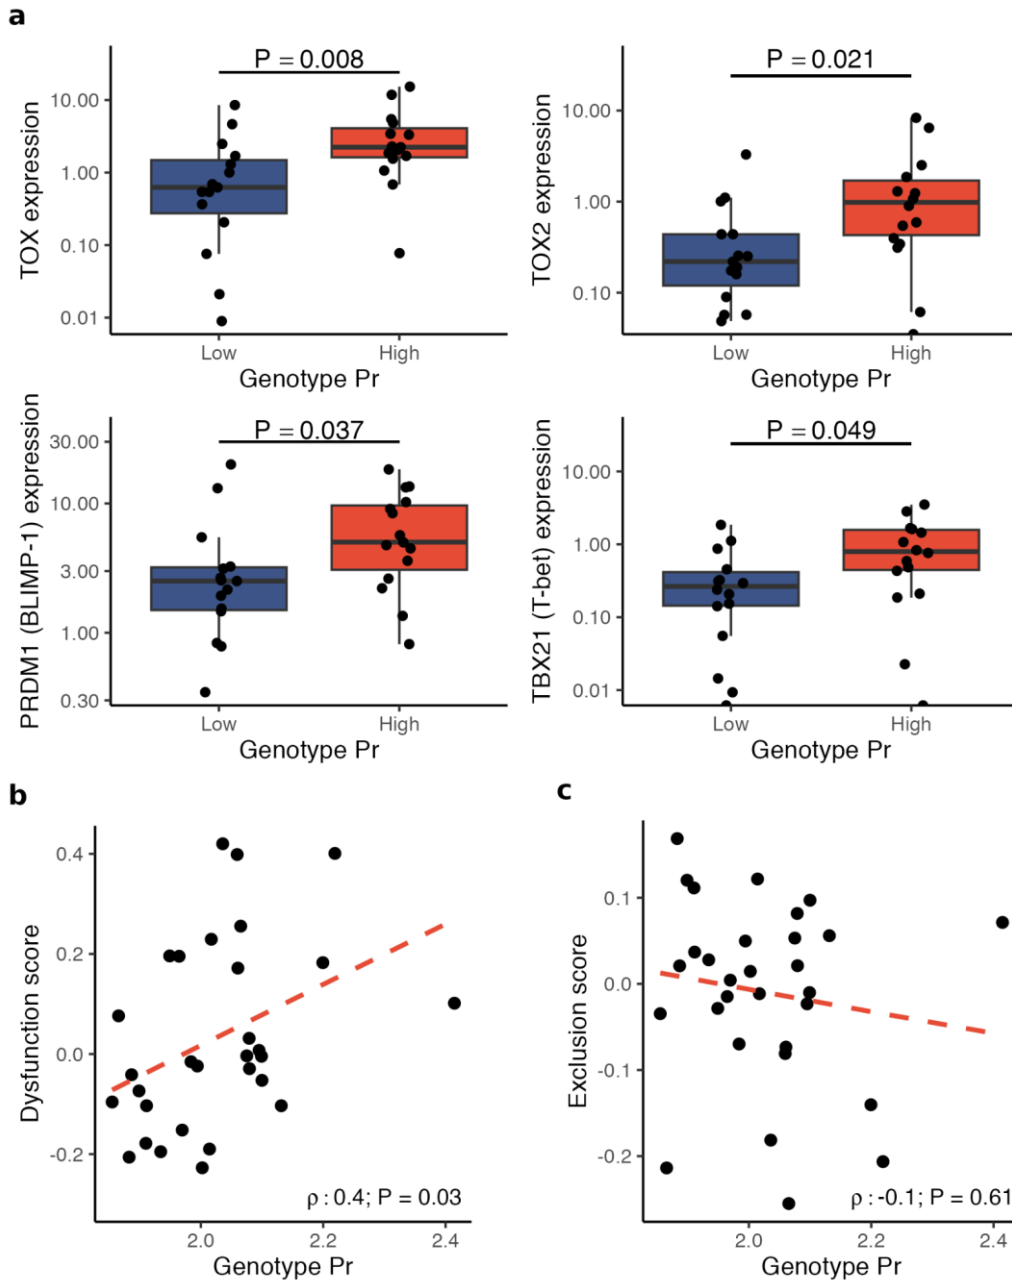 a
P = 0.008
TOX expression
10.00
1.00
0.10
0.01
Low
High
Genotype Pr
P = 0.021
TOX2 expression
10.00
1.00
0.10
Low
High
Genotype Pr
P = 0.037
PRDM1 (BLIMP-1) expression
30.00
10.00
3.00
1.00
0.30
Low
High
Genotype Pr
P = 0.049
TBX21 (T-bet) expression
10.00
1.00
0.10
0.01
Low
High
Genotype Pr
b
Dysfunction score
0.4
0.2
0.0
-0.2
ρ : 0.4; P = 0.03
2.0
2.2
2.4
Genotype Pr
c
Exclusion score
0.1
0.0
-0.1
-0.2
ρ : -0.1; P = 0.61
2.0
2.2
2.4
Genotype Pr